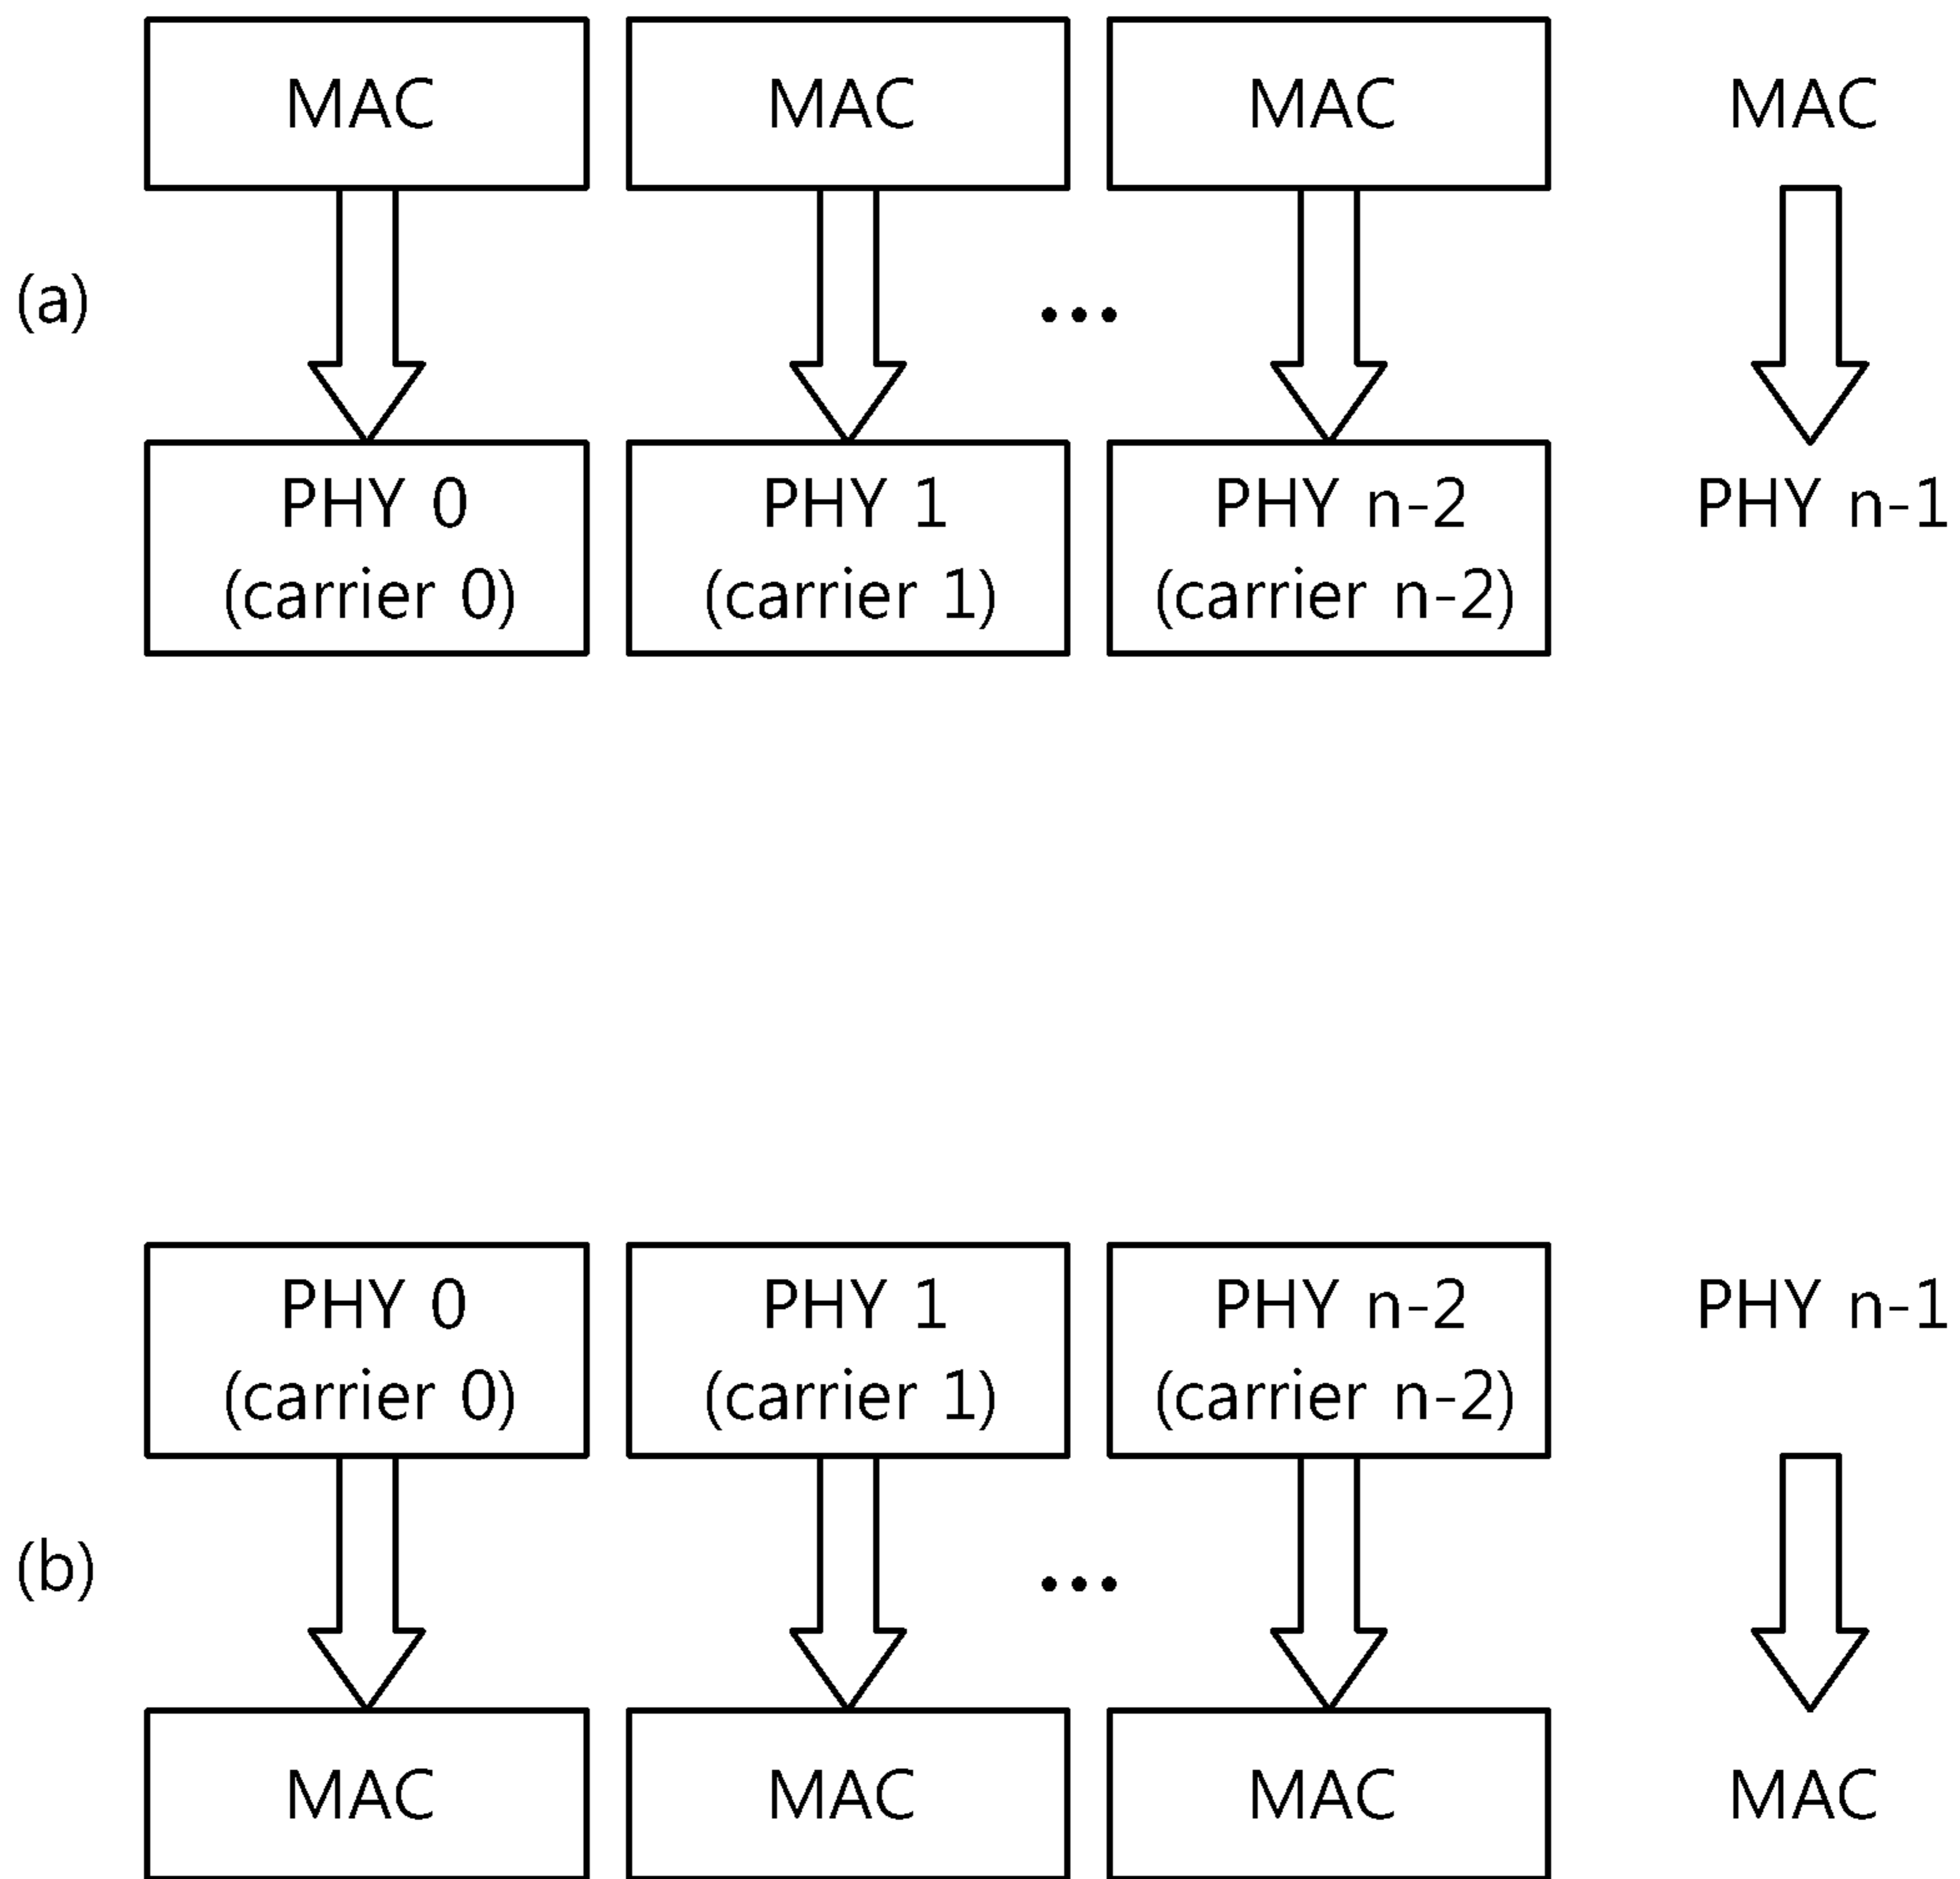 MAC MAC MAC MAC
(a)
...
PHY 0 PHY 1 PHY n-2 PHY n-1
(carrier 0) (carrier 1) (carrier n-2)
PHY 0 PHY 1 PHY n-2 PHY n-1
(carrier 0) (carrier 1) (carrier n-2)
(b)
...
MAC MAC MAC MAC